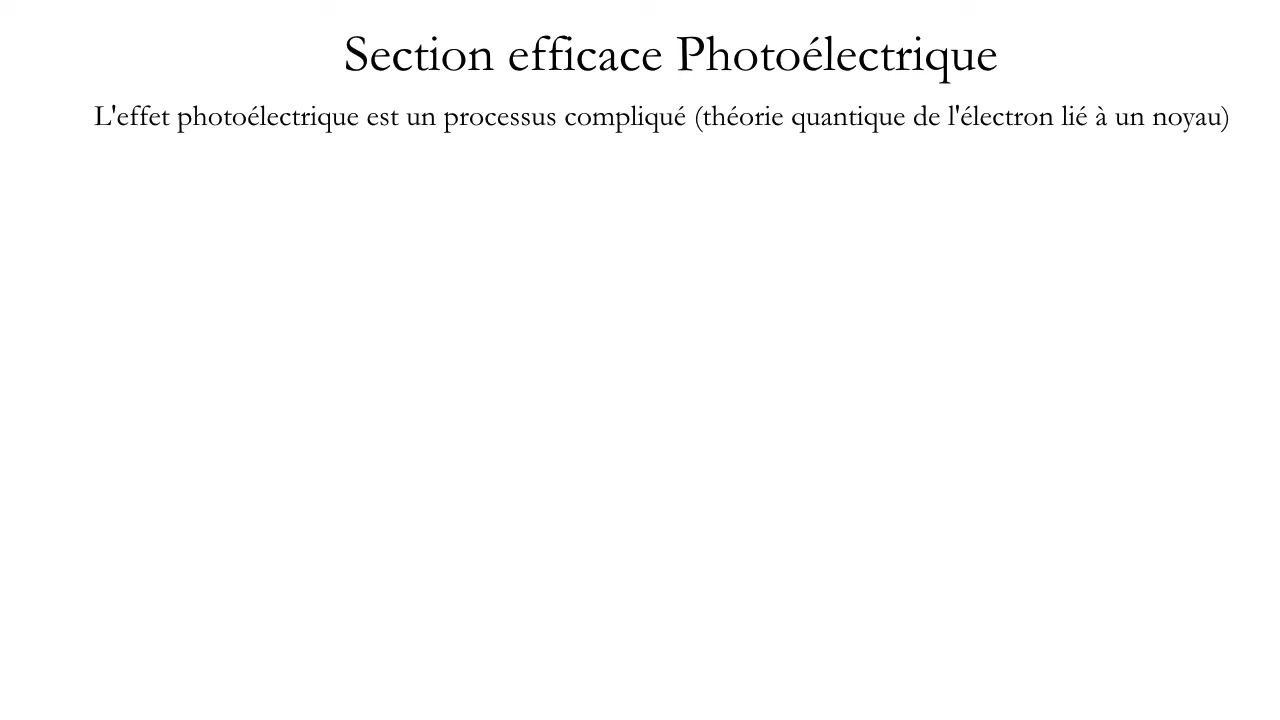 Section efficace Photoélectrique
L'effet photoélectrique est un processus compliqué (théorie quantique de l'électron lié à un noyau)